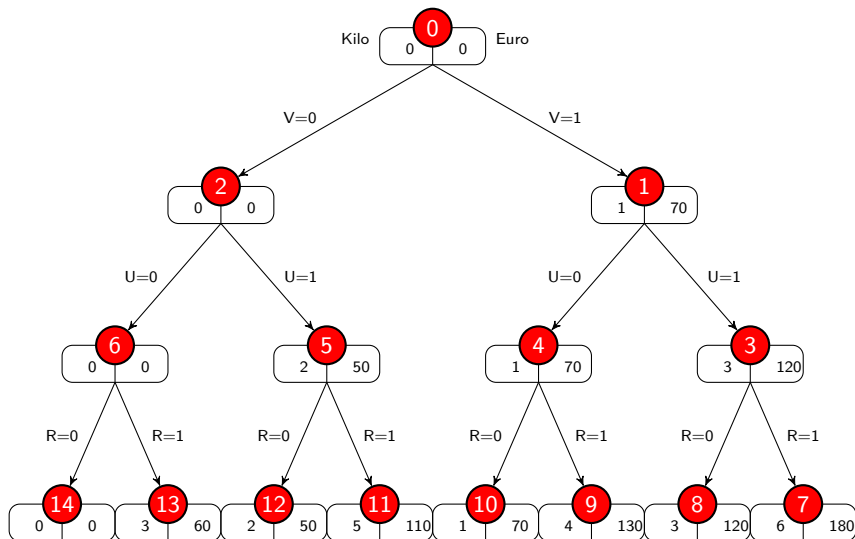 0
Kilo 0 0 Euro
V=0 V=1
2 1
0 0 1 70
U=0 U=1 U=0 U=1
6 5 4 3
0 0 2 50 1 70 3 120
R=0 R=1 R=0 R=1 R=0 R=1 R=0 R=1
14 13 12 11 10 9 8 7
0 0 3 60 2 50 5 110 1 70 4 130 3 120 6 180